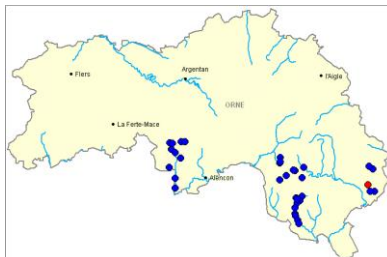 Argentan
Flers
l'Aigle
ORNE
La Ferte-Mace
Alencon